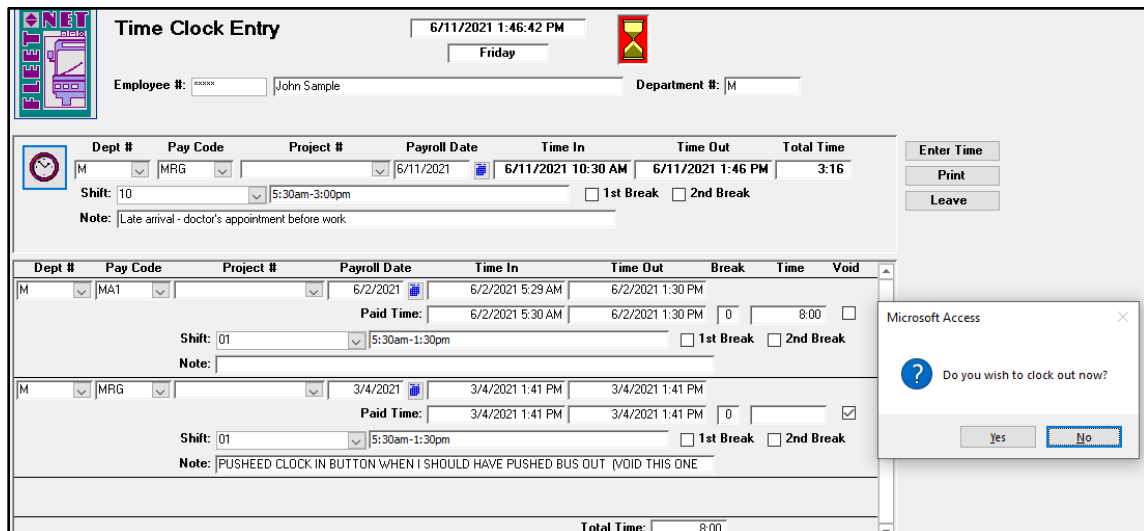 FLEET NET
Time Clock Entry
6/11/2021 1:46:42 PM
Friday
Employee #: ***** John Sample Department #: M
Dept # Pay Code Project # Payroll Date Time In Time Out Total Time
M MRG 6/11/2021 6/11/2021 10:30 AM 6/11/2021 1:46 PM 3:16
Shift: 10 5:30am-3:00pm 1st Break 2nd Break
Note: Late arrival - doctor's appointment before work
Enter Time
Print
Leave
Dept # Pay Code Project # Payroll Date Time In Time Out Break Time Void
M MA1 6/2/2021 6/2/2021 5:29 AM 6/2/2021 1:30 PM
Paid Time: 6/2/2021 5:30 AM 6/2/2021 1:30 PM 0 8:00
Shift: 01 5:30am-1:30pm 1st Break 2nd Break
Note:
M MRG 3/4/2021 3/4/2021 1:41 PM 3/4/2021 1:41 PM
Paid Time: 3/4/2021 1:41 PM 3/4/2021 1:41 PM 0
Shift: 01 5:30am-1:30pm 1st Break 2nd Break
Note: PUSHEED CLOCK IN BUTTON WHEN I SHOULD HAVE PUSHED BUS OUT (VOID THIS ONE
Total Time: 8:00
Microsoft Access
Do you wish to clock out now?
Yes No